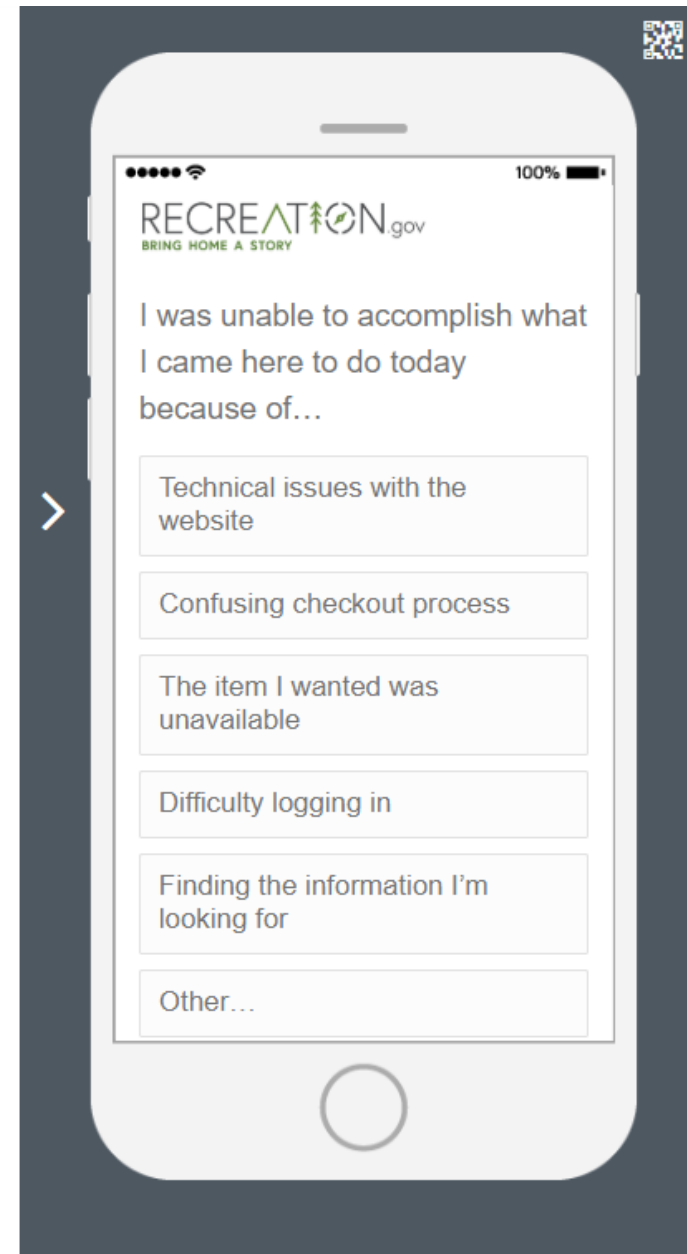 100%
RECREATION.gov
BRING HOME A STORY
I was unable to accomplish what
I came here to do today
because of…
Technical issues with the
website
Confusing checkout process
The item I wanted was
unavailable
Difficulty logging in
Finding the information I’m
looking for
Other…